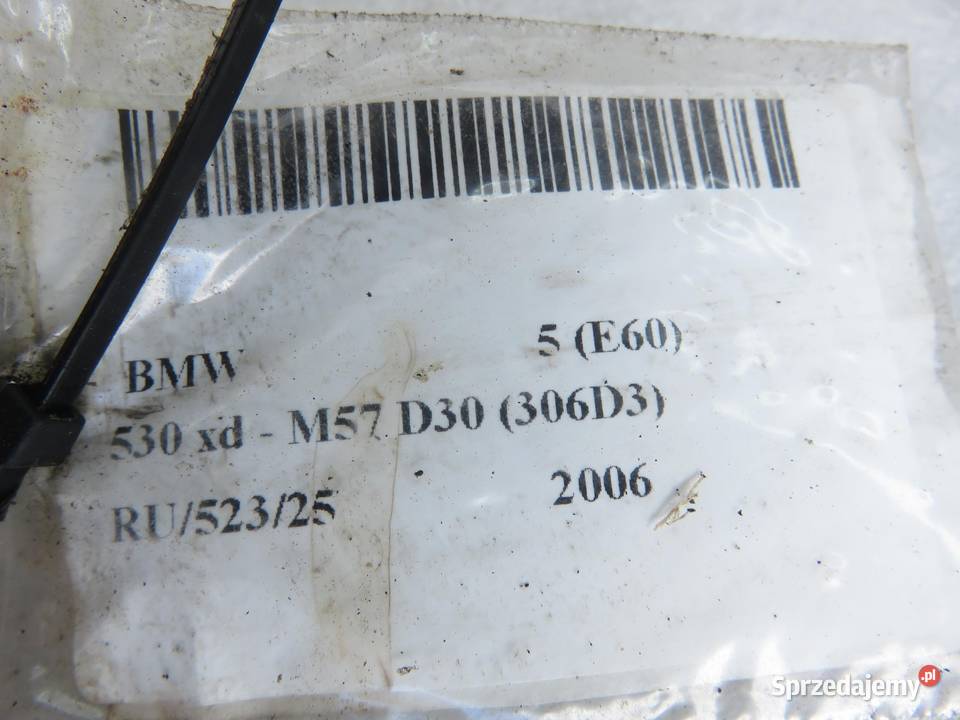 BMW 5 (E60)
530 xd - M57 D30 (306D3)
RU/523/25 2006
Sprzedajemy.pl